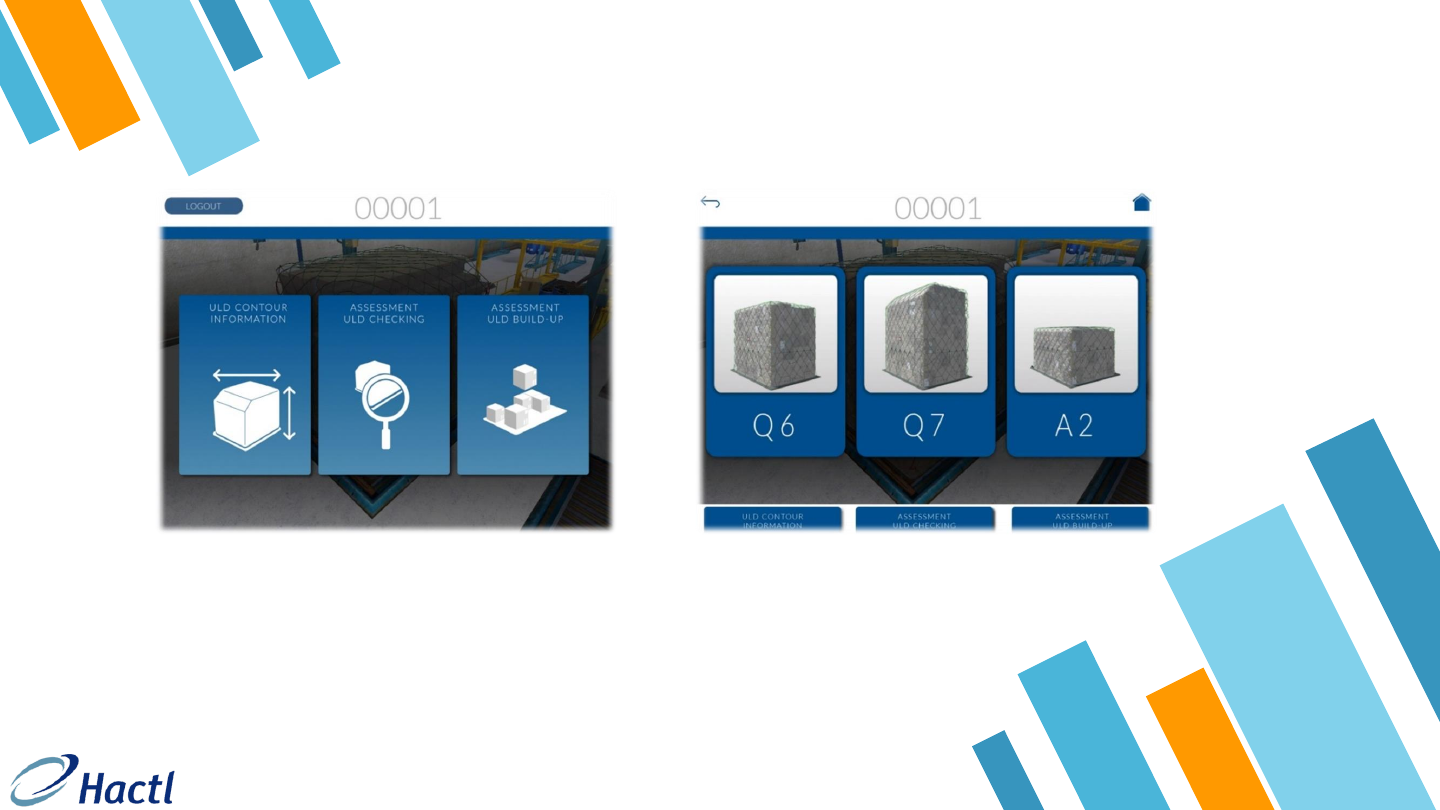 LOGOUT
00001
ULD CONTOUR
INFORMATION
ASSESSMENT
ULD CHECKING
ASSESSMENT
ULD BUILD-UP
00001
Q6
Q7
A2
ULD CONTOUR
INFORMATION
ASSESSMENT
ULD CHECKING
ASSESSMENT
ULD BUILD-UP
Hactl